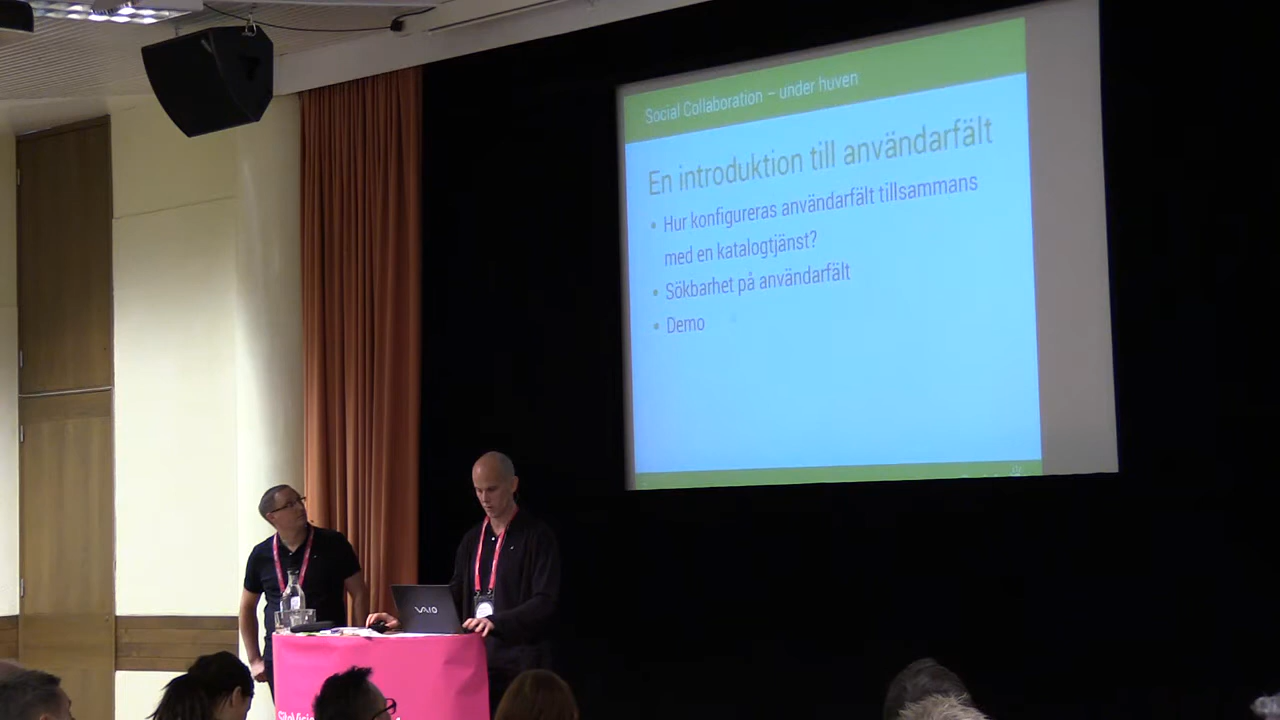 Social Collaboration – under huven
En introduktion till användarfält
• Hur konfigureras användarfält tillsammans
med en katalogtjänst?
• Sökbarhet på användarfält
• Demo
VAIO